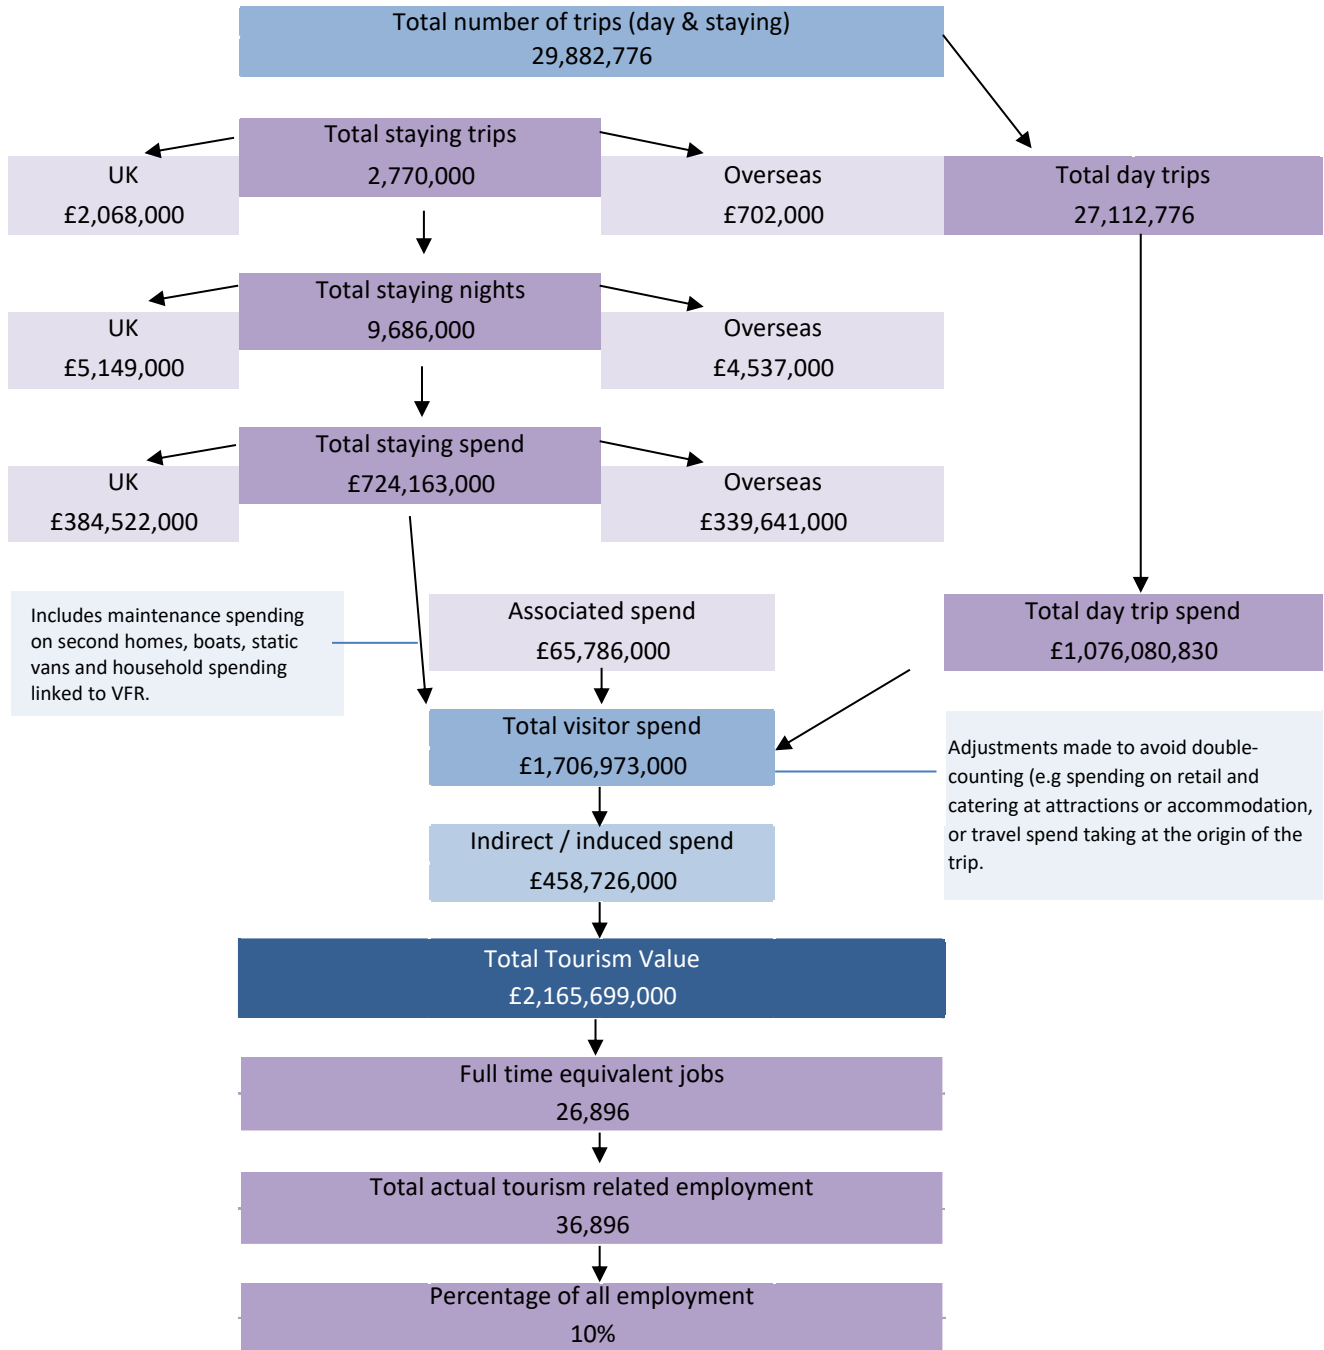 Total number of trips (day & staying)
29,882,776
Total staying trips
2,770,000
UK
£2,068,000
Overseas
£702,000
Total day trips
27,112,776
Total staying nights
9,686,000
UK
£5,149,000
Overseas
£4,537,000
Total staying spend
£724,163,000
UK
£384,522,000
Overseas
£339,641,000
Includes maintenance spending
on second homes, boats, static
vans and household spending
linked to VFR.
Associated spend
£65,786,000
Total day trip spend
£1,076,080,830
Total visitor spend
£1,706,973,000
Adjustments made to avoid double-
counting (e.g spending on retail and
catering at attractions or accommodation,
or travel spend taking at the origin of the
trip.
Indirect / induced spend
£458,726,000
Total Tourism Value
£2,165,699,000
Full time equivalent jobs
26,896
Total actual tourism related employment
36,896
Percentage of all employment
10%